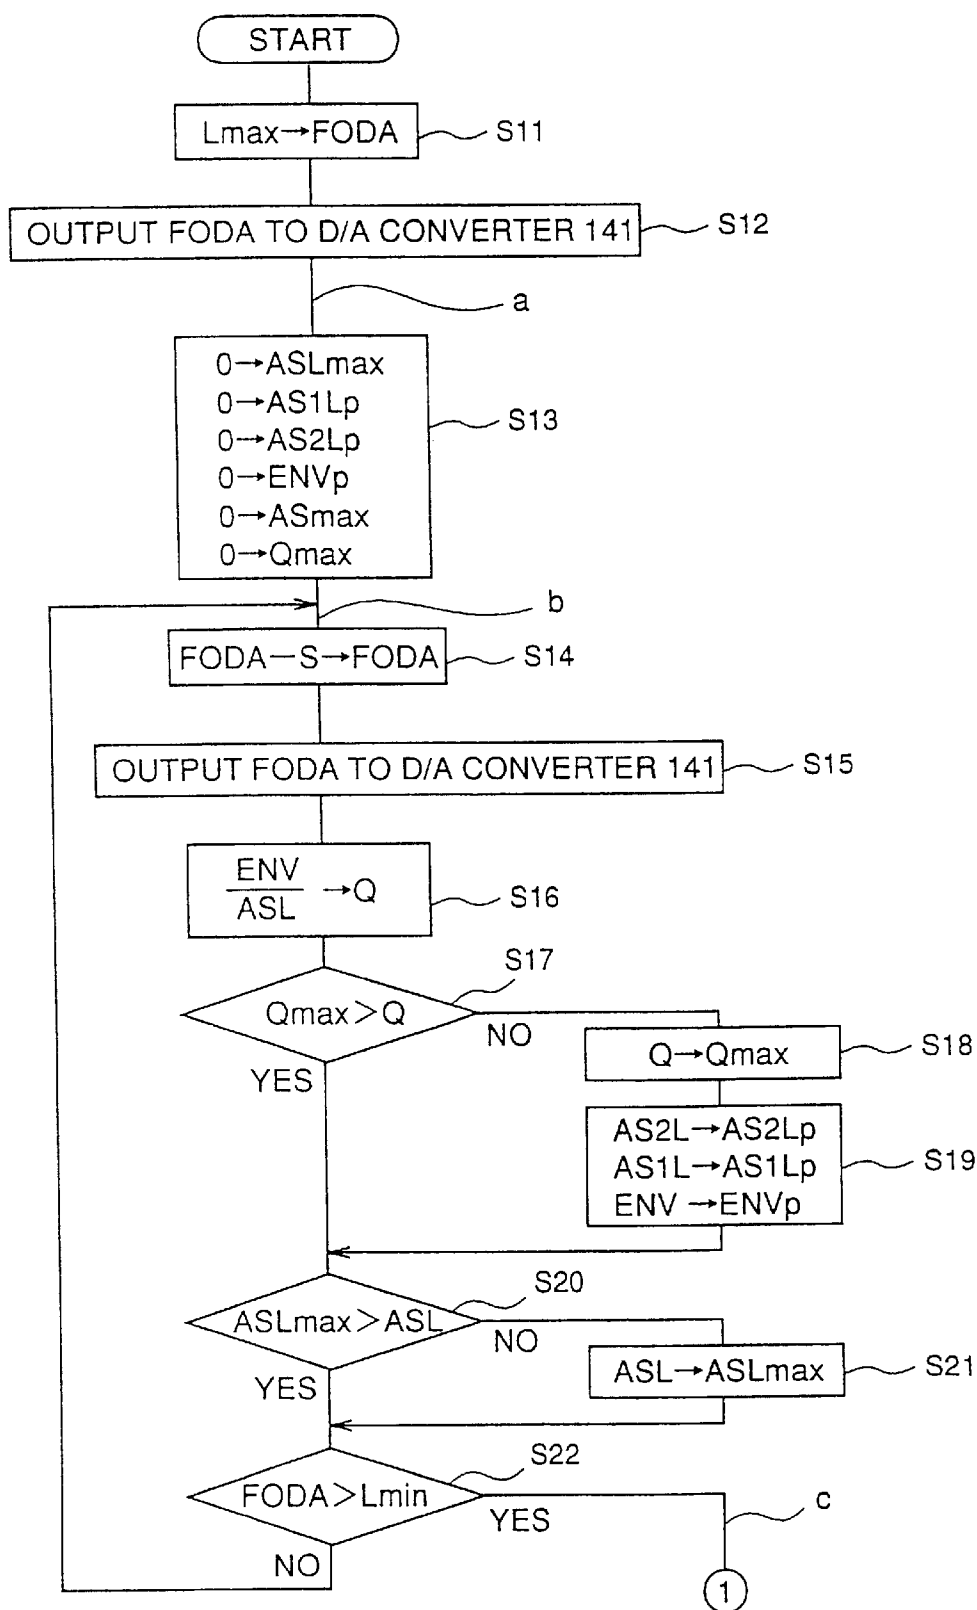 START
Lmax→FODA
S11
OUTPUT FODA TO D/A CONVERTER 141
S12
a
0→ASLmax
0→AS1Lp
0→AS2Lp
0→ENVp
0→ASmax
0→Qmax
S13
b
FODA—S→FODA
S14
OUTPUT FODA TO D/A CONVERTER 141
S15
ENV
ASL
→Q
S16
S17
Qmax>Q
NO
YES
Q→Qmax
S18
AS2L→AS2Lp
AS1L→AS1Lp
ENV→ENVp
S19
S20
ASLmax>ASL
NO
YES
ASL→ASLmax
S21
S22
FODA>Lmin
YES
NO
c
1